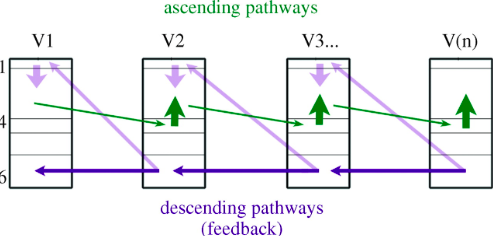 ascending pathways
V1 V2 V3... V(n)
1
4
6
descending pathways
(feedback)